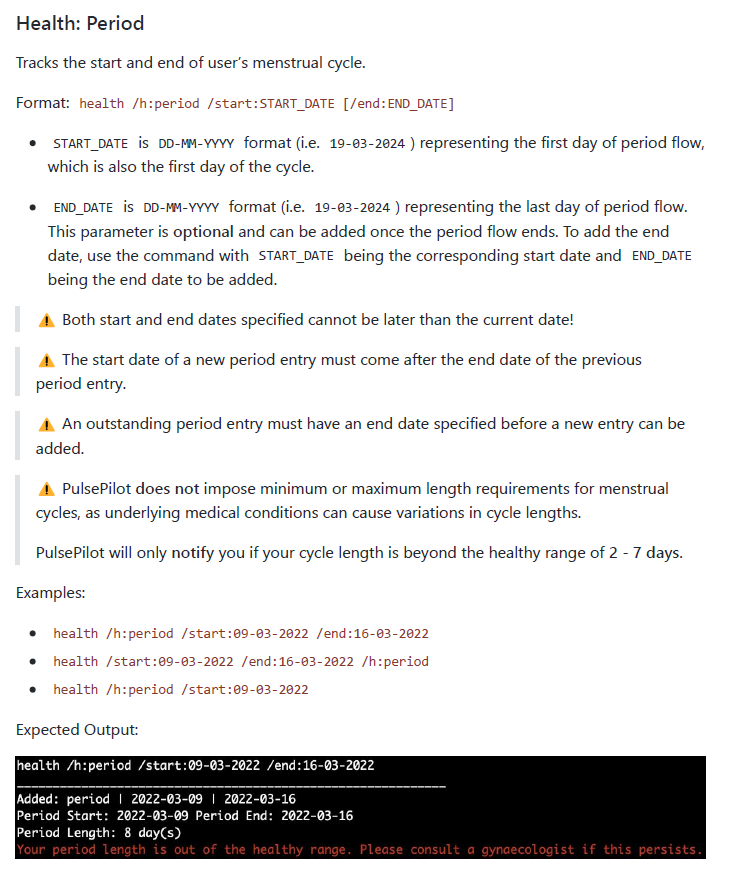 Health: Period
Tracks the start and end of user’s menstrual cycle.
Format: health /h:period /start:START_DATE [/end:END_DATE]
START_DATE is DD-MM-YYYY format (i.e. 19-03-2024 ) representing the first day of period flow,
which is also the first day of the cycle.
END_DATE is DD-MM-YYYY format (i.e. 19-03-2024 ) representing the last day of period flow.
This parameter is optional and can be added once the period flow ends. To add the end
date, use the command with START_DATE being the corresponding start date and END_DATE
being the end date to be added.
⚠️ Both start and end dates specified cannot be later than the current date!
⚠️ The start date of a new period entry must come after the end date of the previous
period entry.
⚠️ An outstanding period entry must have an end date specified before a new entry can be
added.
⚠️ PulsePilot does not impose minimum or maximum length requirements for menstrual
cycles, as underlying medical conditions can cause variations in cycle lengths.
PulsePilot will only notify you if your cycle length is beyond the healthy range of 2 - 7 days.
Examples:
health /h:period /start:09-03-2022 /end:16-03-2022
health /start:09-03-2022 /end:16-03-2022 /h:period
health /h:period /start:09-03-2022
Expected Output:
health /h:period /start:09-03-2022 /end:16-03-2022
____________________________________________________________
Added: period | 2022-03-09 | 2022-03-16
Period Start: 2022-03-09 Period End: 2022-03-16
Period Length: 8 day(s)
Your period length is out of the healthy range. Please consult a gynaecologist if this persists.